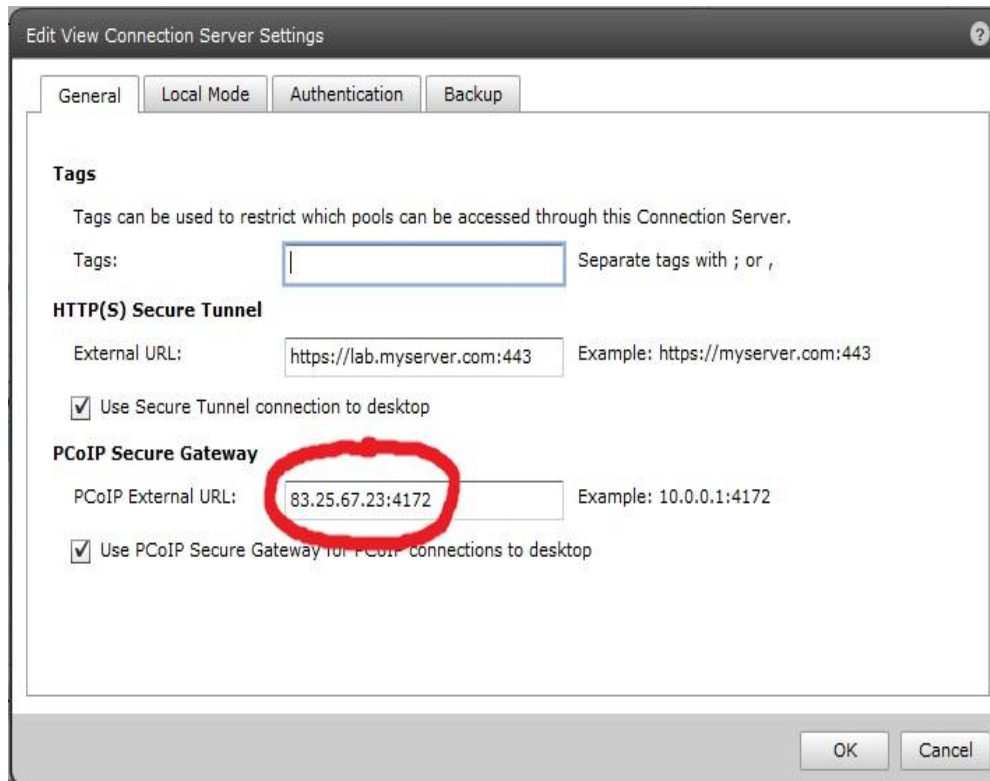 Edit View Connection Server Settings ?
General Local Mode Authentication Backup
Tags
Tags can be used to restrict which pools can be accessed through this Connection Server.
Tags: Separate tags with ; or ,
HTTP(S) Secure Tunnel
External URL: https://lab.myserver.com:443 Example: https://myserver.com:443
Use Secure Tunnel connection to desktop
PCoIP Secure Gateway
PCoIP External URL: 83.25.67.23:4172 Example: 10.0.0.1:4172
Use PCoIP Secure Gateway for PCoIP connections to desktop
OK Cancel